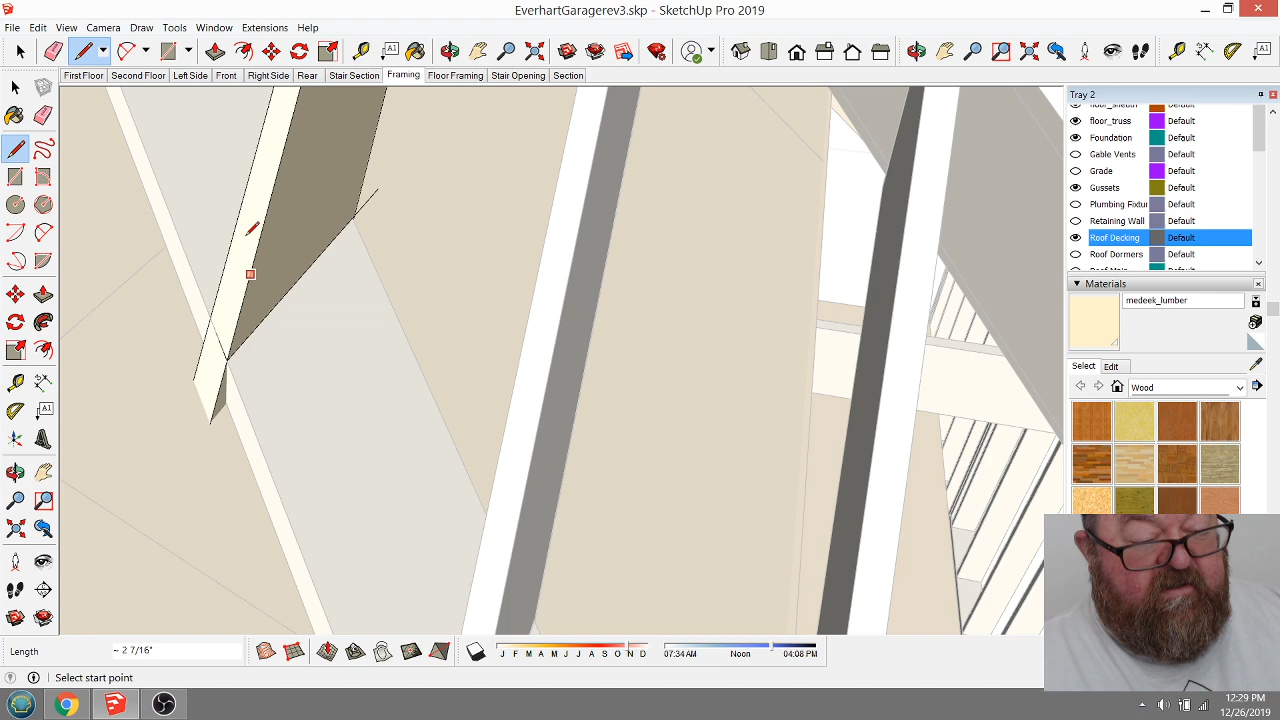 EverhartGaragerev3.skp - SketchUp Pro 2019
File Edit View Camera Draw Tools Window Extensions Help
First Floor Second Floor Left Side Front Right Side Rear Stair Section Framing Floor Framing Stair Opening Section
Tray 2
floor_sheath Default
floor_truss Default
Foundation Default
Gable Vents Default
Grade Default
Gussets Default
Plumbing Fixtur Default
Retaining Wall Default
Roof Decking Default
Roof Dormers Default
Materials
medeek_lumber
Select Edit
Wood
Length ~ 2 7/16"
J F M A M J J A S O N D
07:34 AM Noon 04:08 PM
Select start point
12:29 PM
12/26/2019